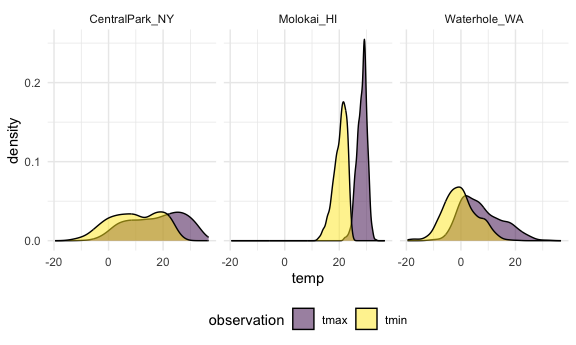 CentralPark_NY Molokai_HI Waterhole_WA
density
0.2
0.1
0.0
-20 0 20 -20 0 20 -20 0 20
temp
observation tmax tmin